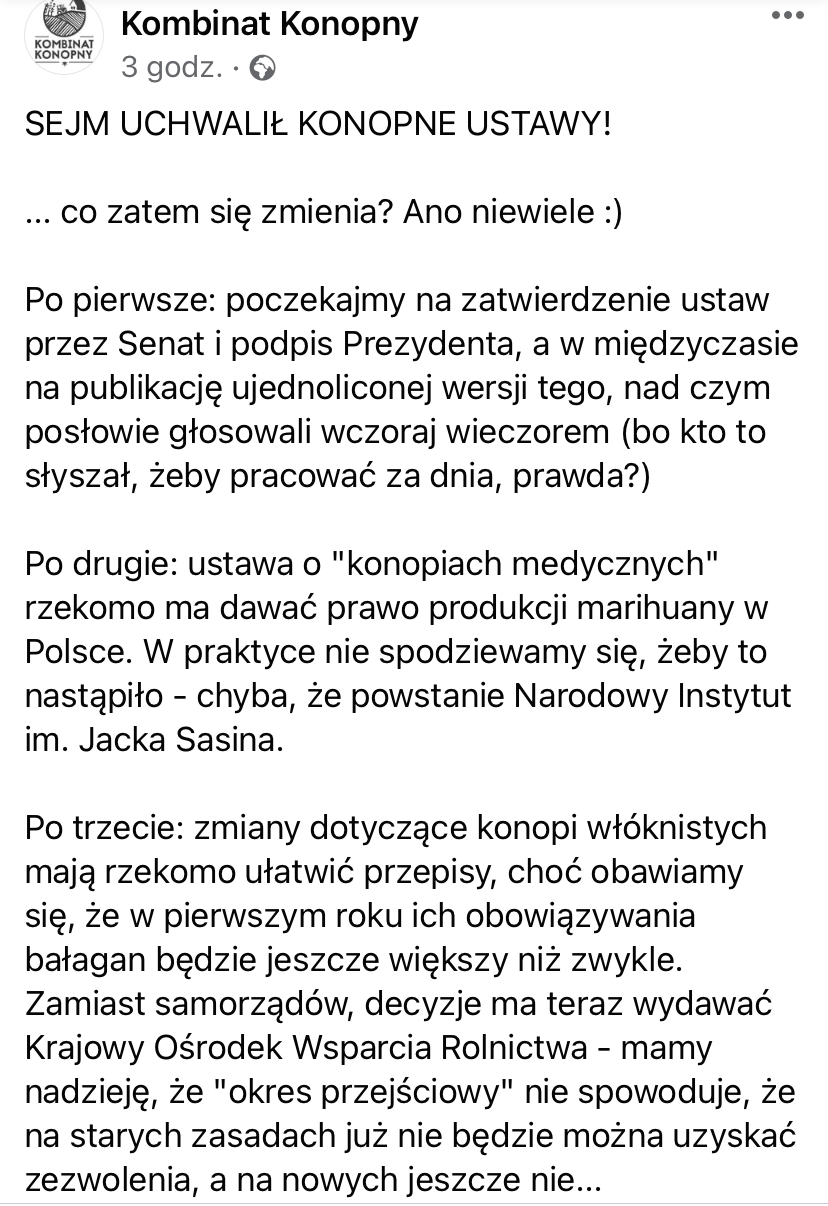 KOMBINAT
KONOPNY
Kombinat Konopny
3 godz. ·
SEJM UCHWALIŁ KONOPNE USTAWY!
... co zatem się zmienia? Ano niewiele :)
Po pierwsze: poczekajmy na zatwierdzenie ustaw
przez Senat i podpis Prezydenta, a w międzyczasie
na publikację ujednoliconej wersji tego, nad czym
posłowie głosowali wczoraj wieczorem (bo kto to
słyszał, żeby pracować za dnia, prawda?)
Po drugie: ustawa o "konopiach medycznych"
rzekomo ma dawać prawo produkcji marihuany w
Polsce. W praktyce nie spodziewamy się, żeby to
nastąpiło - chyba, że powstanie Narodowy Instytut
im. Jacka Sasina.
Po trzecie: zmiany dotyczące konopi włóknistych
mają rzekomo ułatwić przepisy, choć obawiamy
się, że w pierwszym roku ich obowiązywania
bałagan będzie jeszcze większy niż zwykle.
Zamiast samorządów, decyzje ma teraz wydawać
Krajowy Ośrodek Wsparcia Rolnictwa - mamy
nadzieję, że "okres przejściowy" nie spowoduje, że
na starych zasadach już nie będzie można uzyskać
zezwolenia, a na nowych jeszcze nie...